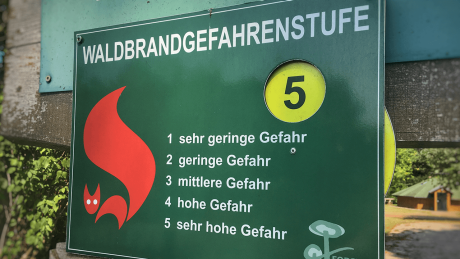 WALDBRANDGEFAHRENSTUFE
5
1 sehr geringe Gefahr
2 geringe Gefahr
3 mittlere Gefahr
4 hohe Gefahr
5 sehr hohe Gefahr